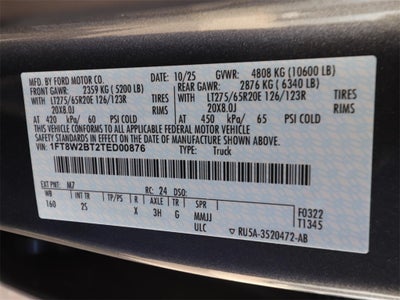 MFD. BY FORD MOTOR CO. 10/25 GVWR: 4808 KG (10600 LB)
FRONT GAWR: 2359 KG (5200 LB) REAR GAWR: 2876 KG (6340 LB)
WITH LT275/65R20E 126/123R TIRES WITH LT275/65R20E 126/123R TIRES
20X8.0J RIMS 20X8.0J RIMS
AT 420 KPA/ 60 PSI COLD AT 450 KPA/ 65 PSI COLD
THIS VEHICLE CONFORMS TO ALL APPLICABLE FEDERAL MOTOR VEHICLE
SAFETY STANDARDS IN EFFECT ON THE
DATE OF MANUFACTURE SHOWN ABOVE.
VIN: 1FT8W2BT2TED00876 TYPE: Truck
EXT PNT: M7 RC: 24 DSO:
WB INT TR TP/PS R AXLE TR SPR
160 2S X 3H G MMJJ F0322
ULC T1345
RUSA-3520472-AB